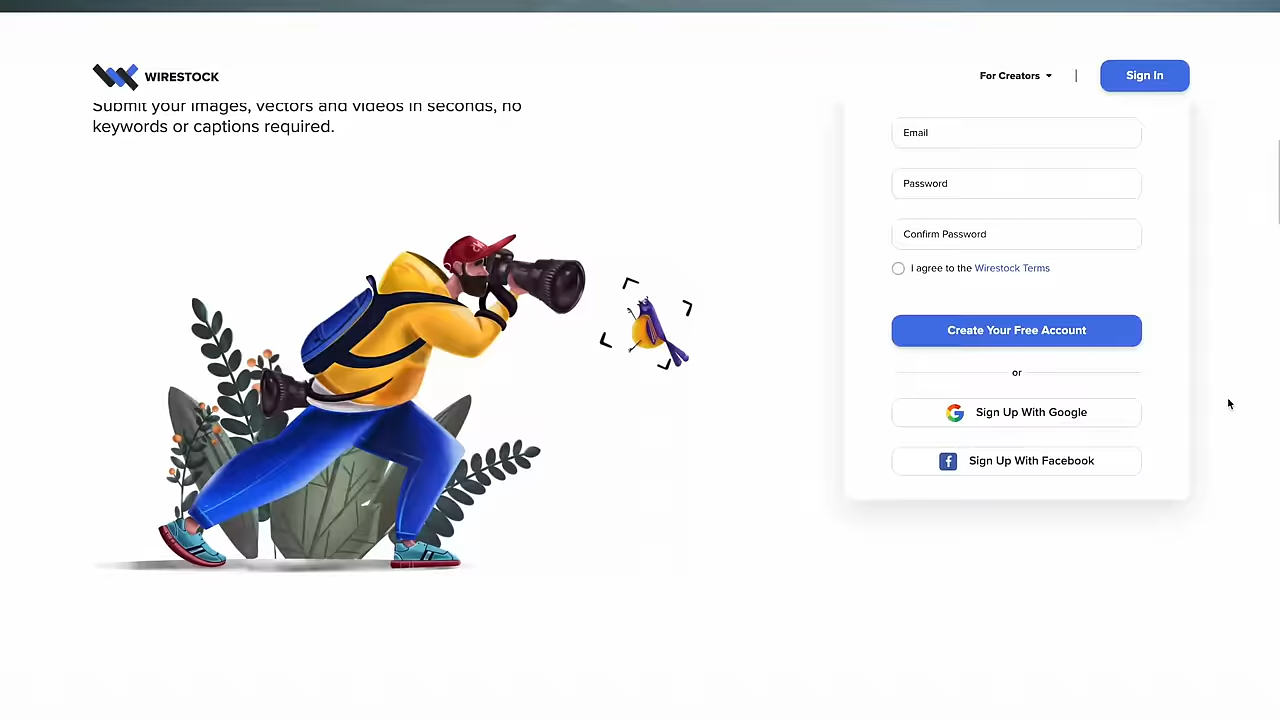 WIRESTOCK
For Creators
|
Sign In
Submit your images, vectors and videos in seconds, no
keywords or captions required.
Email
Password
Confirm Password
I agree to the Wirestock Terms
Create Your Free Account
or
Sign Up With Google
Sign Up With Facebook